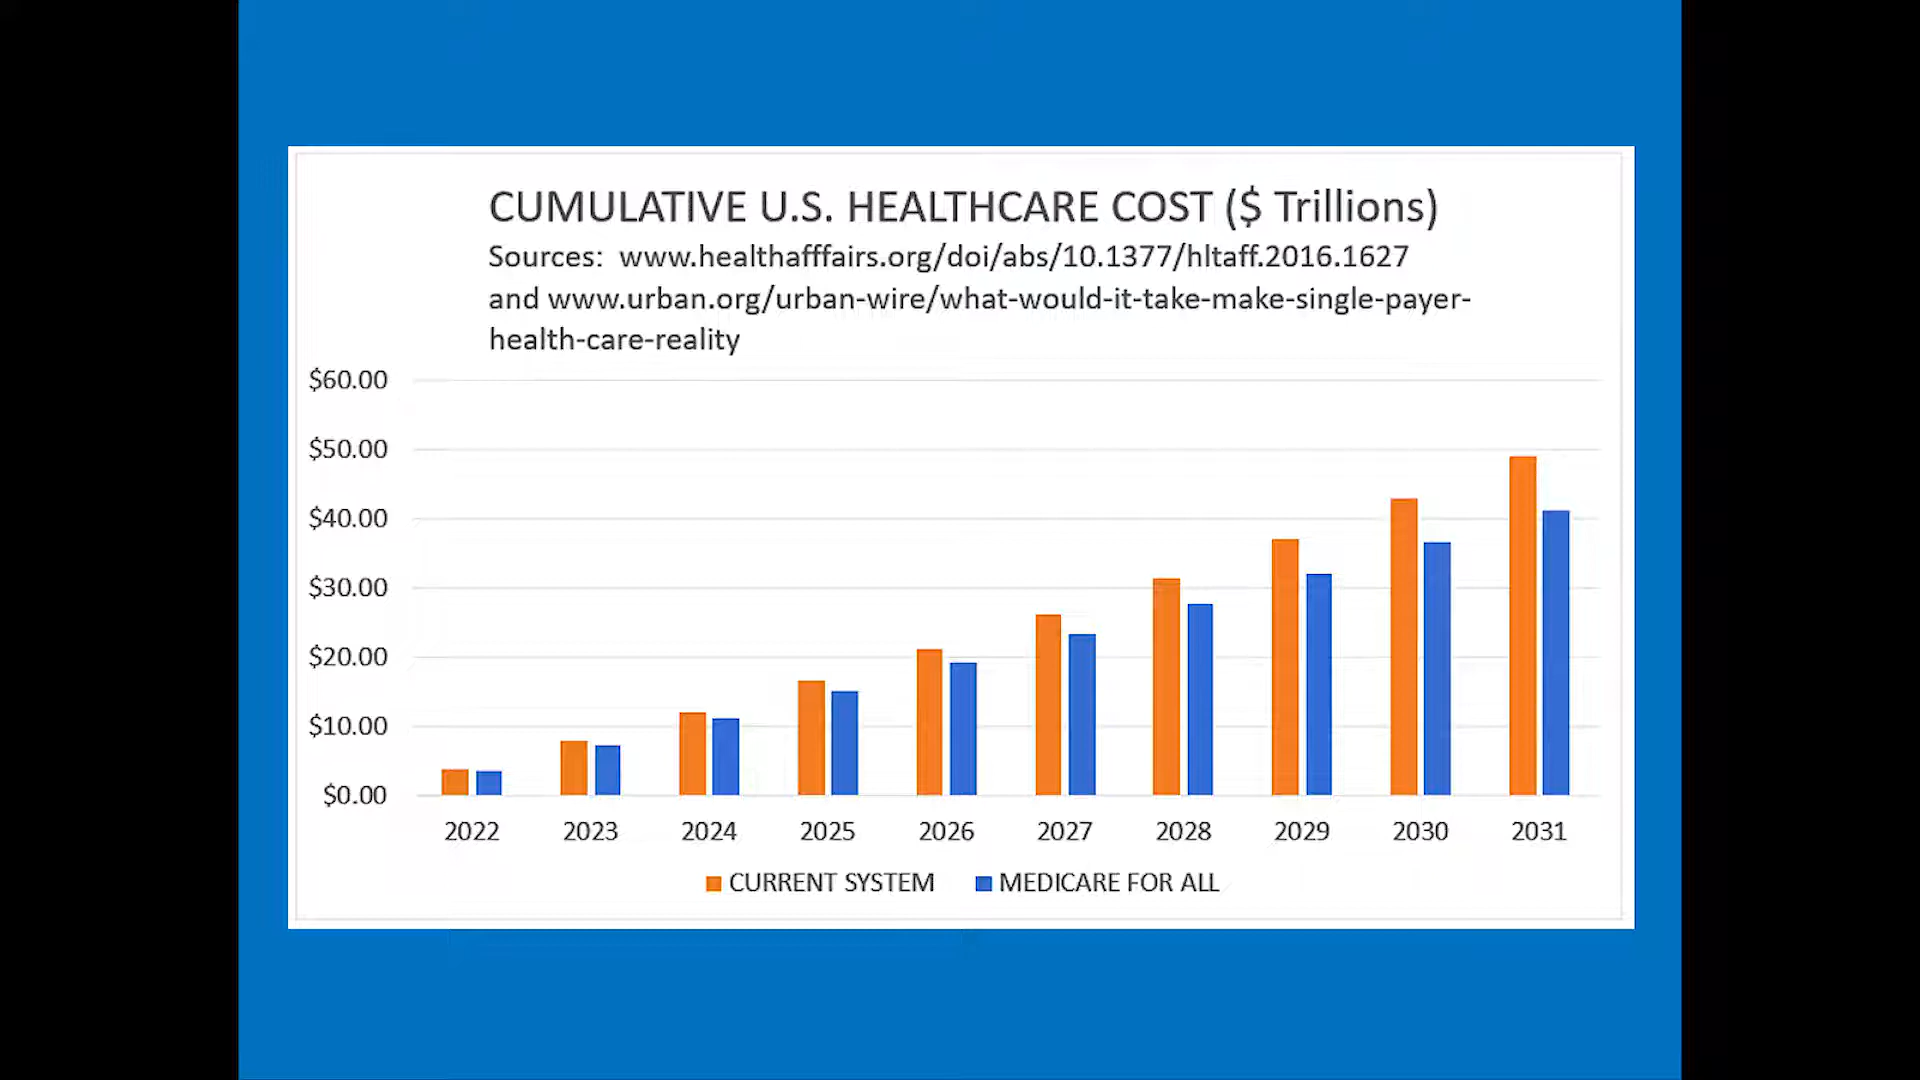 CUMULATIVE U.S. HEALTHCARE COST ($ Trillions)
Sources: www.healthafffairs.org/doi/abs/10.1377/hltaff.2016.1627
and www.urban.org/urban-wire/what-would-it-take-make-single-payer-
health-care-reality
$60.00
$50.00
$40.00
$30.00
$20.00
$10.00
$0.00
2022 2023 2024 2025 2026 2027 2028 2029 2030 2031
CURRENT SYSTEM MEDICARE FOR ALL